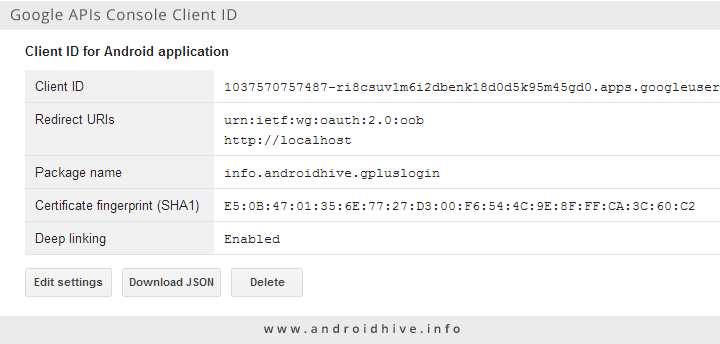 Google APIs Console Client ID
Client ID for Android application
Client ID 1037570757487-ri8csuv1m6i2dbenk18d0d5k95m45gd0.apps.googleuser
Redirect URIs urn:ietf:wg:oauth:2.0:oob
http://localhost
Package name info.androidhive.gpluslogin
Certificate fingerprint (SHA1) E5:0B:47:01:35:6E:77:27:D3:00:F6:54:4C:9E:8F:FF:CA:3C:60:C2
Deep linking Enabled
Edit settings Download JSON Delete
www.androidhive.info